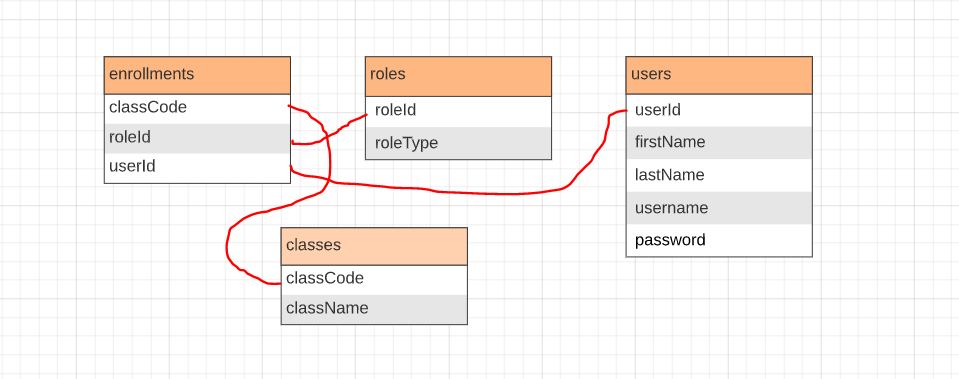 enrollments
classCode
roleId
userId
roles
roleId
roleType
users
userId
firstName
lastName
username
password
classes
classCode
className